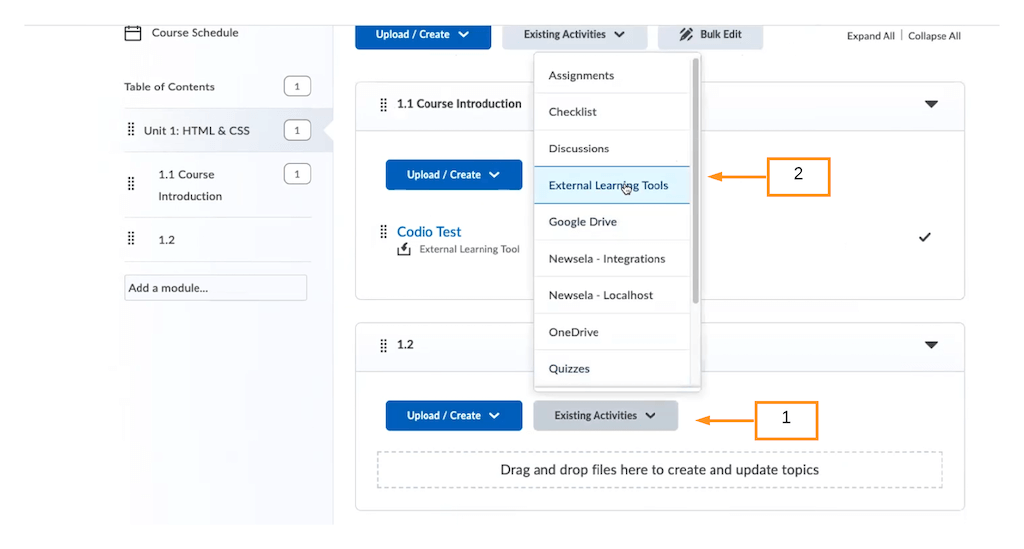 Course Schedule
Upload / Create
Existing Activities
Bulk Edit
Expand All | Collapse All
Table of Contents
1
Unit 1: HTML & CSS
1
1.1 Course
Introduction
1
1.2
Add a module...
1.1 Course Introduction
Upload / Create
Codio Test
External Learning Tool
Assignments
Checklist
Discussions
External Learning Tools
Google Drive
Newsela - Integrations
Newsela - Localhost
OneDrive
Quizzes
2
1.2
Upload / Create
Existing Activities
1
Drag and drop files here to create and update topics